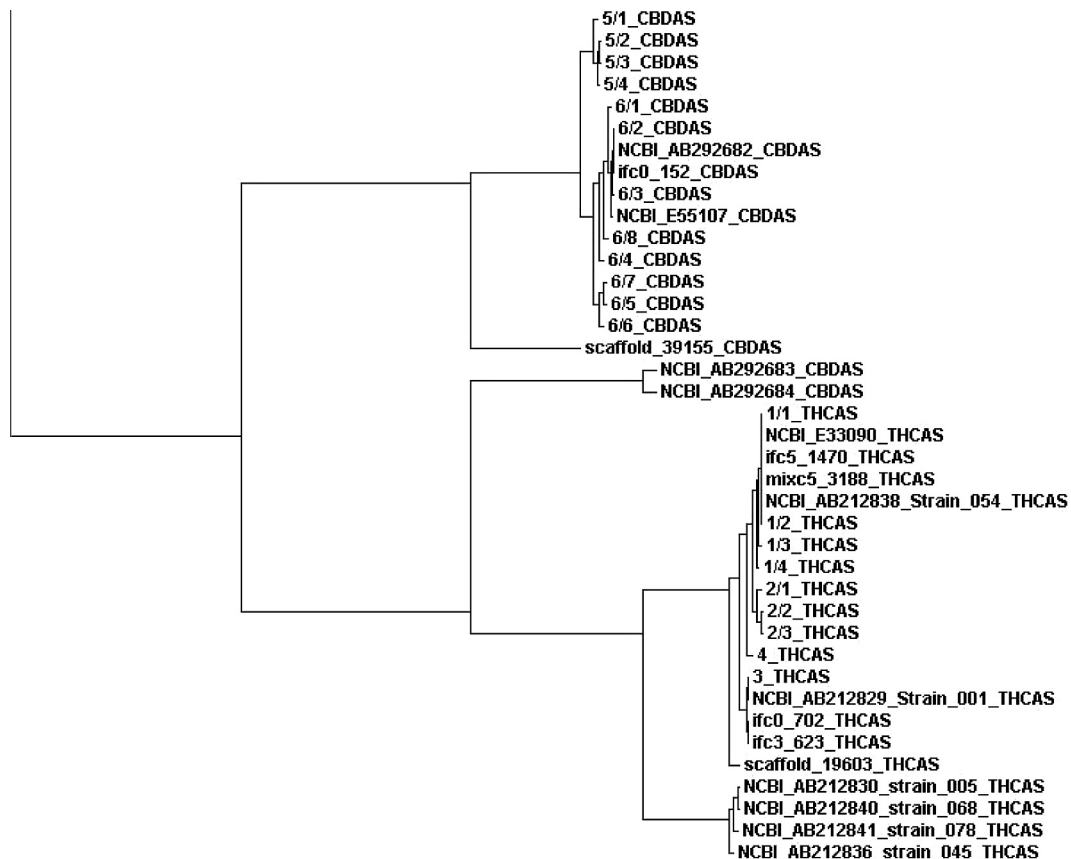 5/1_CBDAS
5/2_CBDAS
5/3_CBDAS
5/4_CBDAS
6/1_CBDAS
6/2_CBDAS
NCBI_AB292682_CBDAS
ifc0_152_CBDAS
6/3_CBDAS
NCBI_E55107_CBDAS
6/8_CBDAS
6/4_CBDAS
6/7_CBDAS
6/5_CBDAS
6/6_CBDAS
scaffold_39155_CBDAS
NCBI_AB292683_CBDAS
NCBI_AB292684_CBDAS
1/1_THCAS
NCBI_E33090_THCAS
ifc5_1470_THCAS
mixc5_3188_THCAS
NCBI_AB212838_Strain_054_THCAS
1/2_THCAS
1/3_THCAS
1/4_THCAS
2/1_THCAS
2/2_THCAS
2/3_THCAS
4_THCAS
3_THCAS
NCBI_AB212829_Strain_001_THCAS
ifc0_702_THCAS
ifc3_623_THCAS
scaffold_19603_THCAS
NCBI_AB212830_strain_005_THCAS
NCBI_AB212840_strain_068_THCAS
NCBI_AB212841_strain_078_THCAS
NCBI_AB212836_strain_045_THCAS